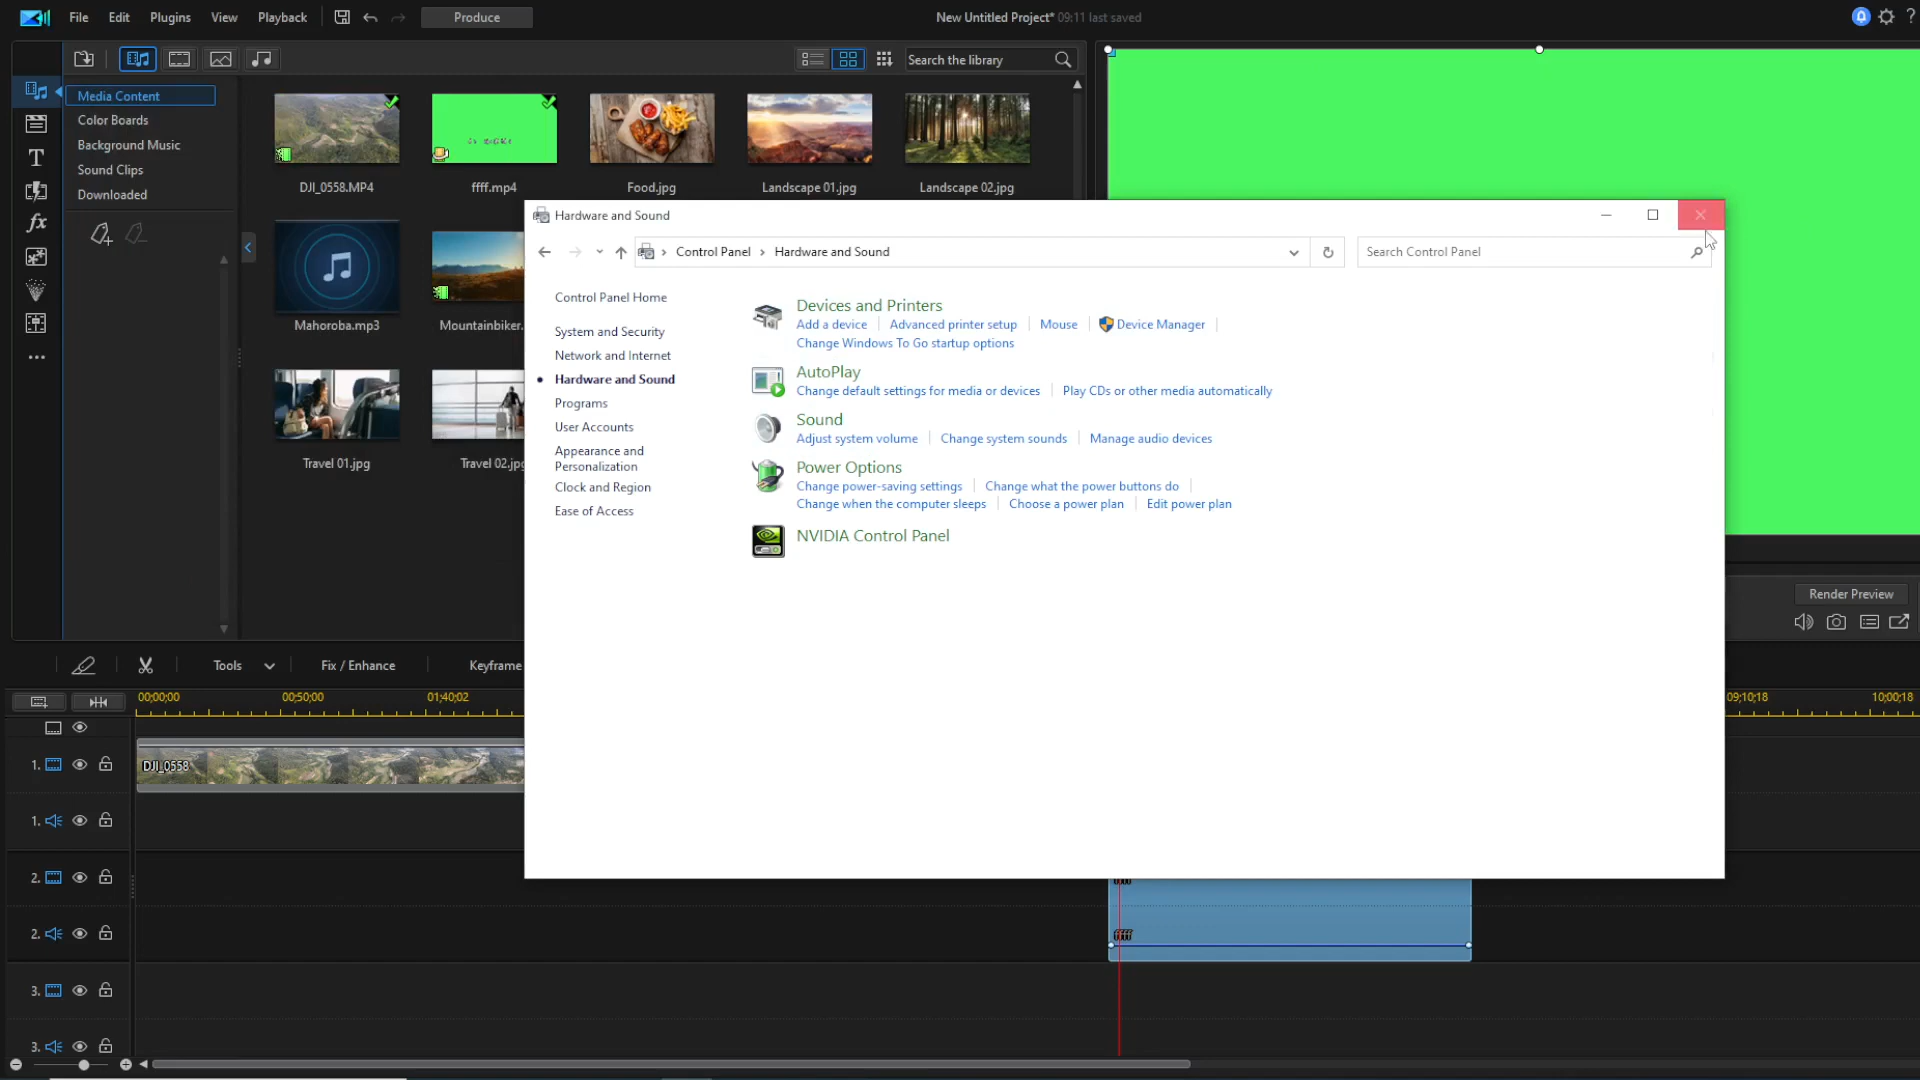 File Edit Plugins View Playback Produce New Untitled Project* 09:11 last saved ?
Search the library
Media Content
Color Boards
Background Music
Sound Clips
Downloaded
DJI_0558.MP4
ffff.mp4
Food.jpg
Landscape 01.jpg
Landscape 02.jpg
Mahoroba.mp3
Mountainbiker.
Travel 01.jpg
Travel 02.jpg
Hardware and Sound
Control Panel > Hardware and Sound
Search Control Panel
Control Panel Home
System and Security
Network and Internet
Hardware and Sound
Programs
User Accounts
Appearance and
Personalization
Clock and Region
Ease of Access
Devices and Printers
Add a device Advanced printer setup Mouse Device Manager
Change Windows To Go startup options
AutoPlay
Change default settings for media or devices Play CDs or other media automatically
Sound
Adjust system volume Change system sounds Manage audio devices
Power Options
Change power-saving settings Change what the power buttons do
Change when the computer sleeps Choose a power plan Edit power plan
NVIDIA Control Panel
Render Preview
Tools Fix / Enhance Keyframe
00;00;00 00;50;00 01;40;02 09;10;18 10;00;18
1.
DJI_0558
1.
2.
2.
ffff
3.
3.